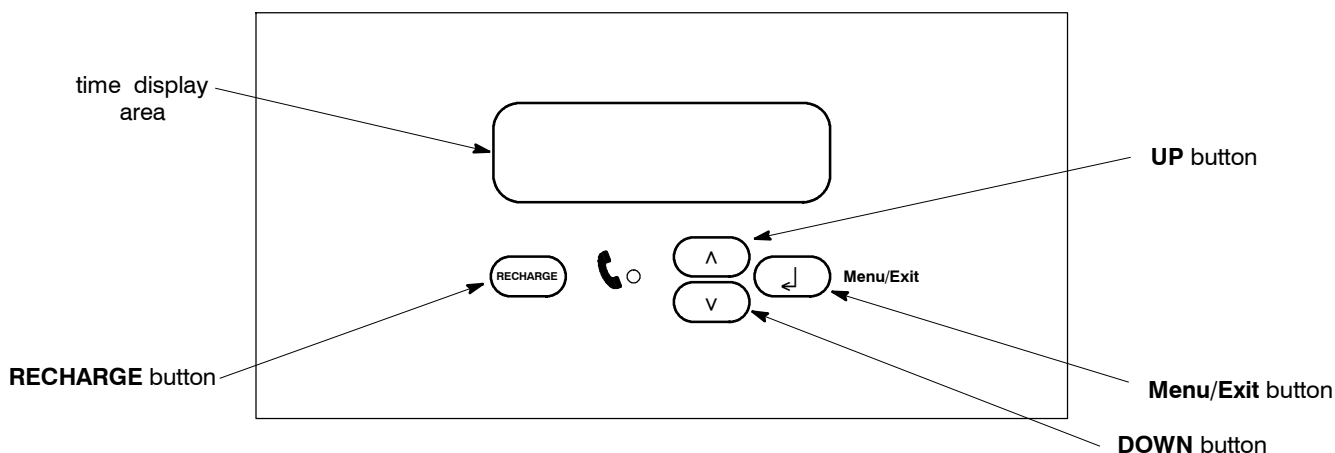 time display
area
UP button
RECHARGE
Menu/Exit
RECHARGE button
Menu/Exit button
DOWN button